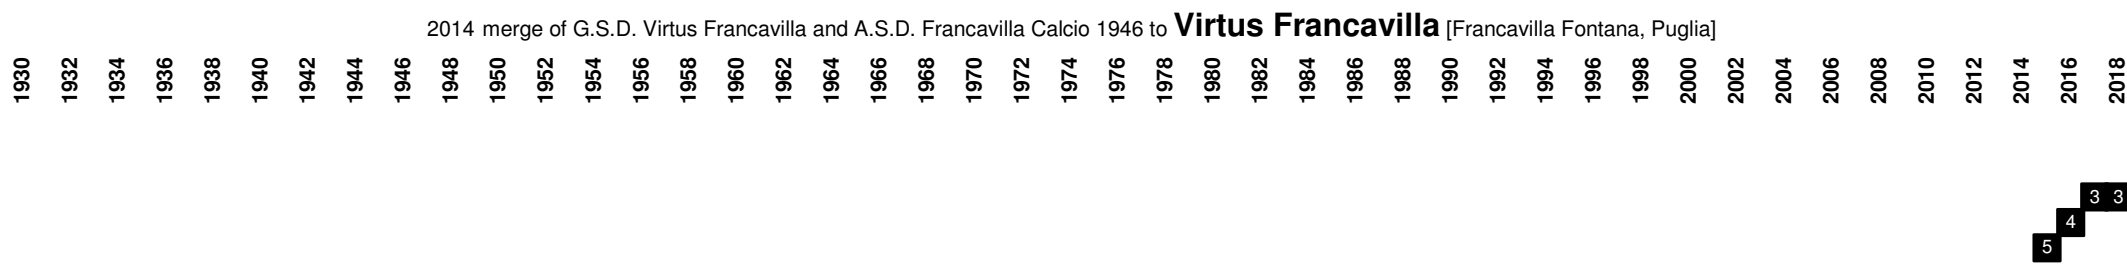 2014 merge of G.S.D. Virtus Francavilla and A.S.D. Francavilla Calcio 1946 to Virtus Francavilla [Francavilla Fontana, Puglia]
1930 1932 1934 1936 1938 1940 1942 1944 1946 1948 1950 1952 1954 1956 1958 1960 1962 1964 1966 1968 1970 1972 1974 1976 1978 1980 1982 1984 1986 1988 1990 1992 1994 1996 1998 2000 2002 2004 2006 2008 2010 2012 2014 2016 2018
3 3
4
5